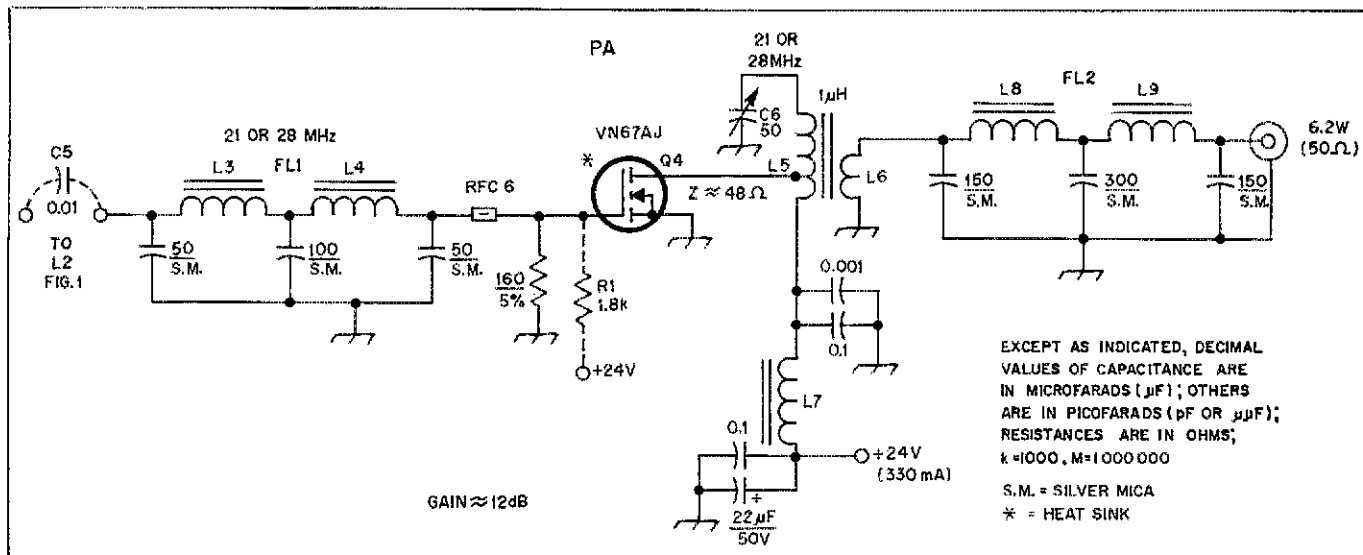 PA
21 OR
28MHz
C6
50
1µH
L5
L6
FL2
L8
L9
6.2W
(50Ω)
150
S.M.
300
S.M.
150
S.M.
21 OR 28 MHz
FL1
C5
0.01
TO
L2
FIG.1
L3
L4
50
S.M.
100
S.M.
50
S.M.
RFC 6
VN67AJ
*
Q4
Z ≈ 48 Ω
160
5%
R1
1.8k
+24V
0.001
0.1
L7
0.1
22µF
50V
+
+24V
(330 mA)
GAIN ≈ 12dB
EXCEPT AS INDICATED, DECIMAL
VALUES OF CAPACITANCE ARE
IN MICROFARADS (µF); OTHERS
ARE IN PICOFARADS (pF OR µµF);
RESISTANCES ARE IN OHMS;
k=1000, M=1000000
S.M. = SILVER MICA
* = HEAT SINK